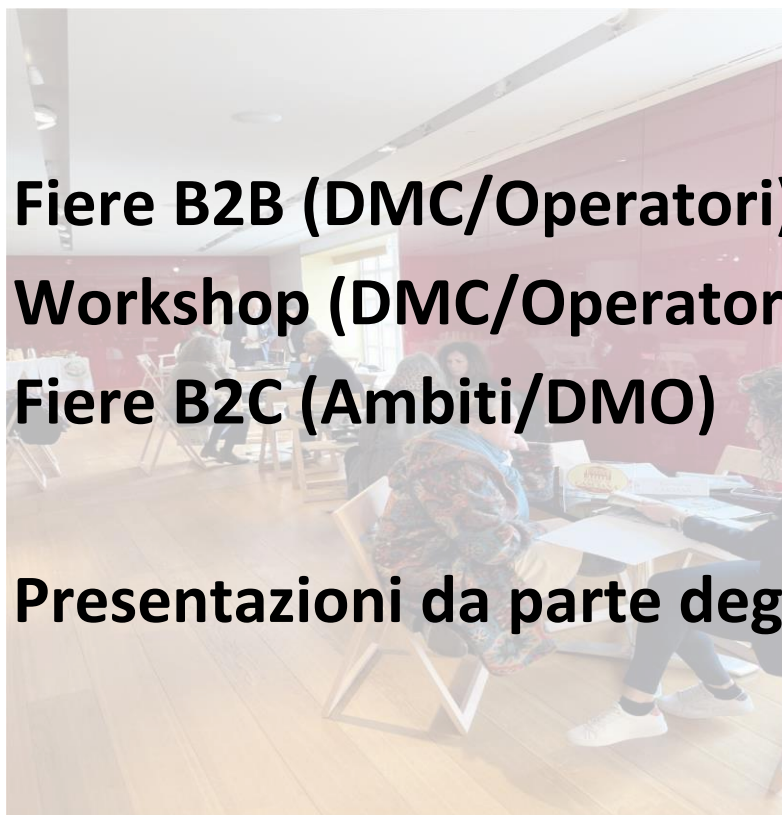 Fiere B2B (DMC/Operatori)
Workshop (DMC/Operator
Fiere B2C (Ambiti/DMO)
Presentazioni da parte deg